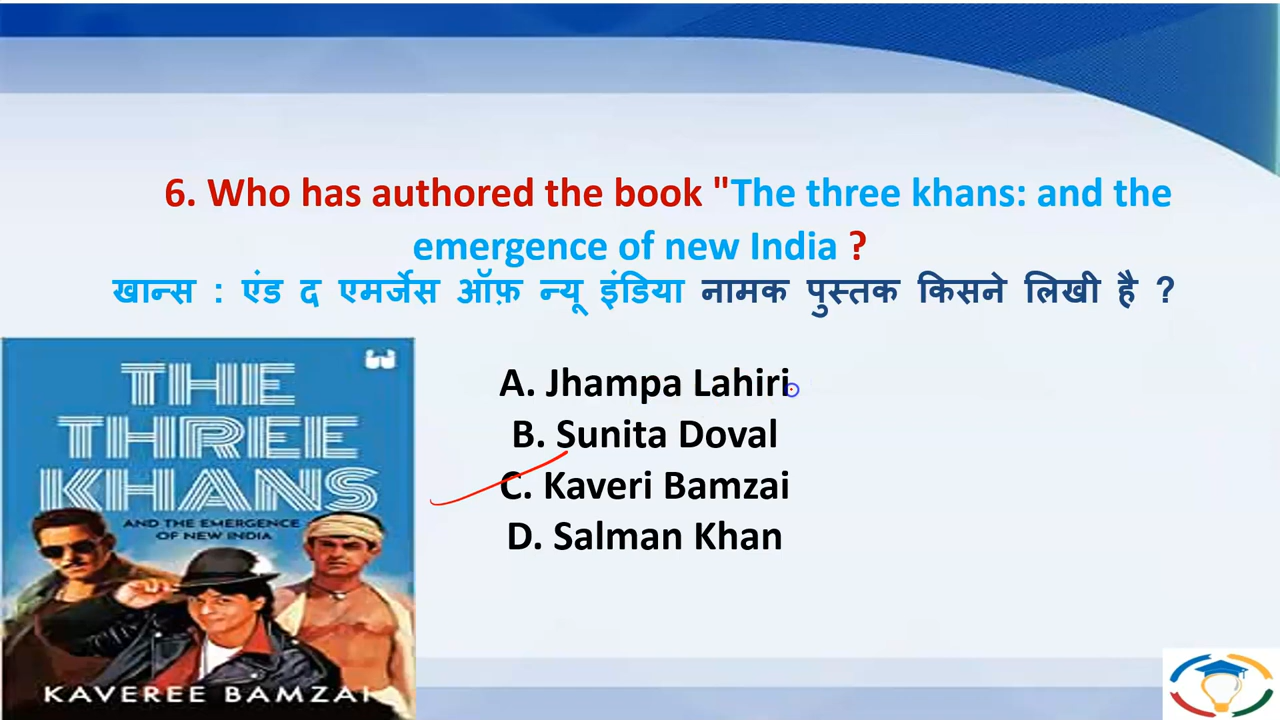 6. Who has authored the book "The three khans: and the
emergence of new India ?
खान्स : एंड द एमर्जेस ऑफ़ न्यू इंडिया नामक पुस्तक किसने लिखी है ?
A. Jhampa Lahiri
B. Sunita Doval
C. Kaveri Bamzai
D. Salman Khan
THE
THREE
KHANS
AND THE EMERGENCE
OF NEW INDIA
KAVEREE BAMZAI